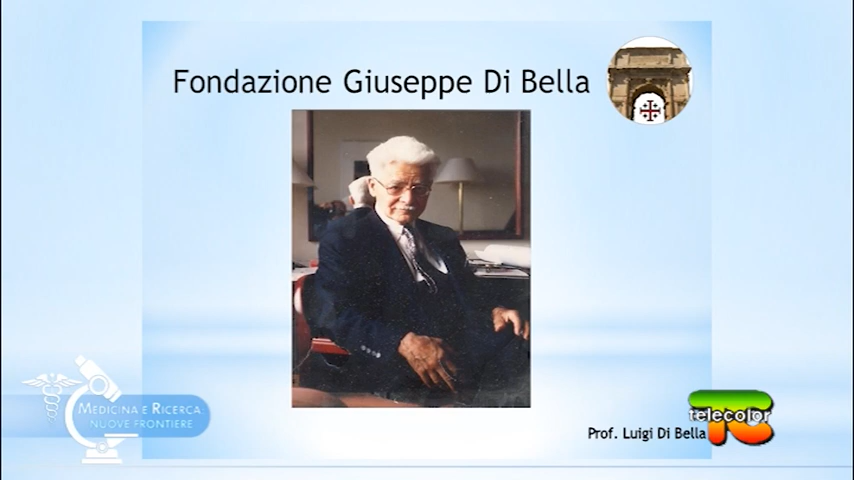 Fondazione Giuseppe Di Bella
MEDICINA E RICERCA:
NUOVE FRONTIERE
telecolor
Prof. Luigi Di Bella